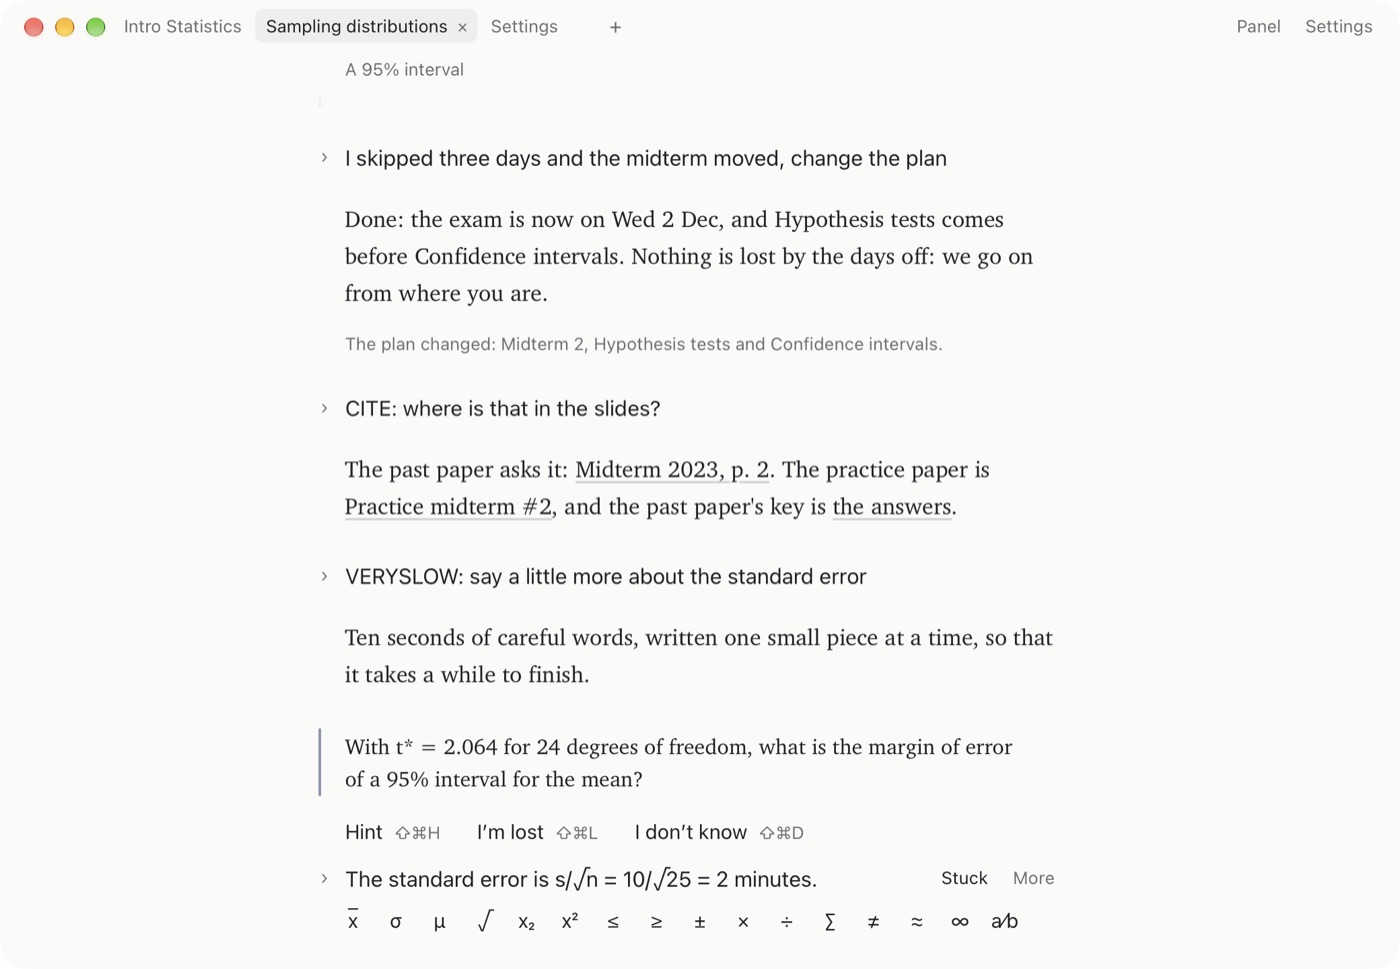 Intro Statistics Sampling distributions × Settings + Panel Settings
A 95% interval
› I skipped three days and the midterm moved, change the plan
Done: the exam is now on Wed 2 Dec, and Hypothesis tests comes
before Confidence intervals. Nothing is lost by the days off: we go on
from where you are.
The plan changed: Midterm 2, Hypothesis tests and Confidence intervals.
› CITE: where is that in the slides?
The past paper asks it: Midterm 2023, p. 2. The practice paper is
Practice midterm #2, and the past paper's key is the answers.
› VERYSLOW: say a little more about the standard error
Ten seconds of careful words, written one small piece at a time, so that
it takes a while to finish.
With t* = 2.064 for 24 degrees of freedom, what is the margin of error
of a 95% interval for the mean?
Hint ⇧⌘H I’m lost ⇧⌘L I don’t know ⇧⌘D
› The standard error is s/√n = 10/√25 = 2 minutes. Stuck More
x̅ σ μ √ x₂ x² ≤ ≥ ± × ÷ ∑ ≠ ≈ ∞ a/b